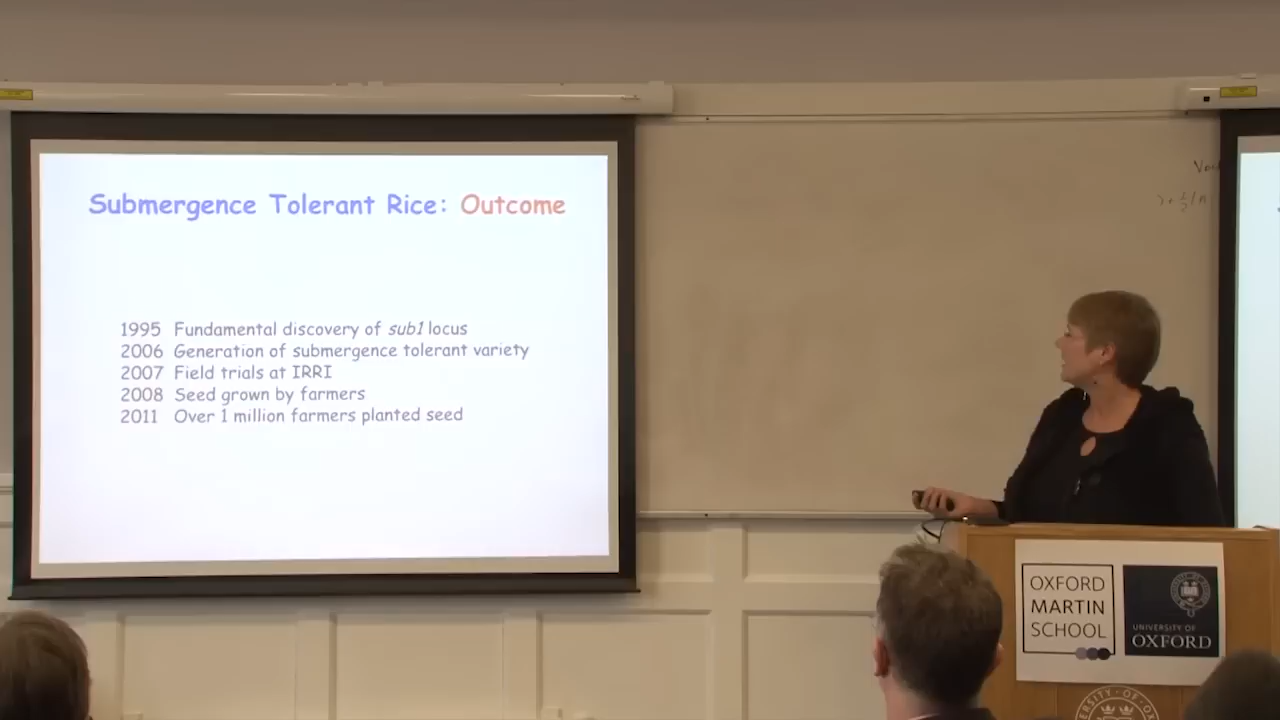 Submergence Tolerant Rice: Outcome
1995 Fundamental discovery of sub1 locus
2006 Generation of submergence tolerant variety
2007 Field trials at IRRI
2008 Seed grown by farmers
2011 Over 1 million farmers planted seed
OXFORD
MARTIN
SCHOOL
UNIVERSITY OF
OXFORD